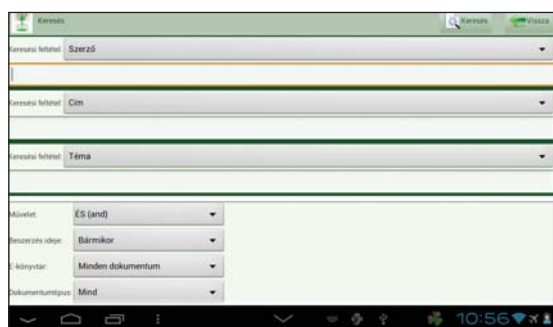 Keresés Keresés Vissza
Keresési feltétel: Szerző
Keresési feltétel: Cím
Keresési feltétel: Téma
Művelet: ÉS (and)
Beszerzés ideje: Bármikor
E-könyvtár: Minden dokumentum
Dokumentumtípus: Mind
10:56